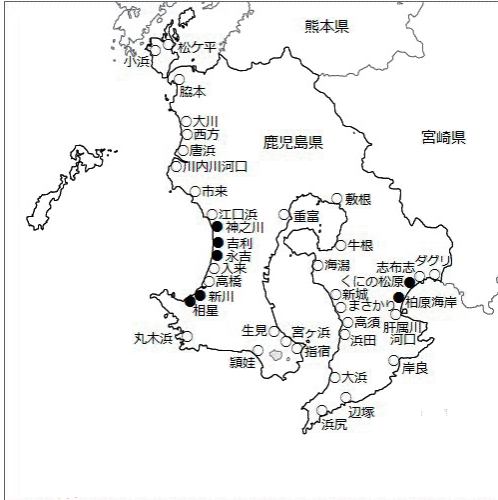 熊本県
松ケ平
小浜
脇本
大川
西方
鹿児島県
宮崎県
唐浜
川内川河口
市来
敷根
江口浜
重富
神之川
吉利
牛根
永吉
志布志
ダグリ
入来
海潟
くにの松原
高橋
新川
新城
柏原海岸
相星
まさかり
肝属川
河口
高須
生見
宮ヶ浜
浜田
丸木浜
頴娃
指宿
岸良
大浜
辺塚
浜尻